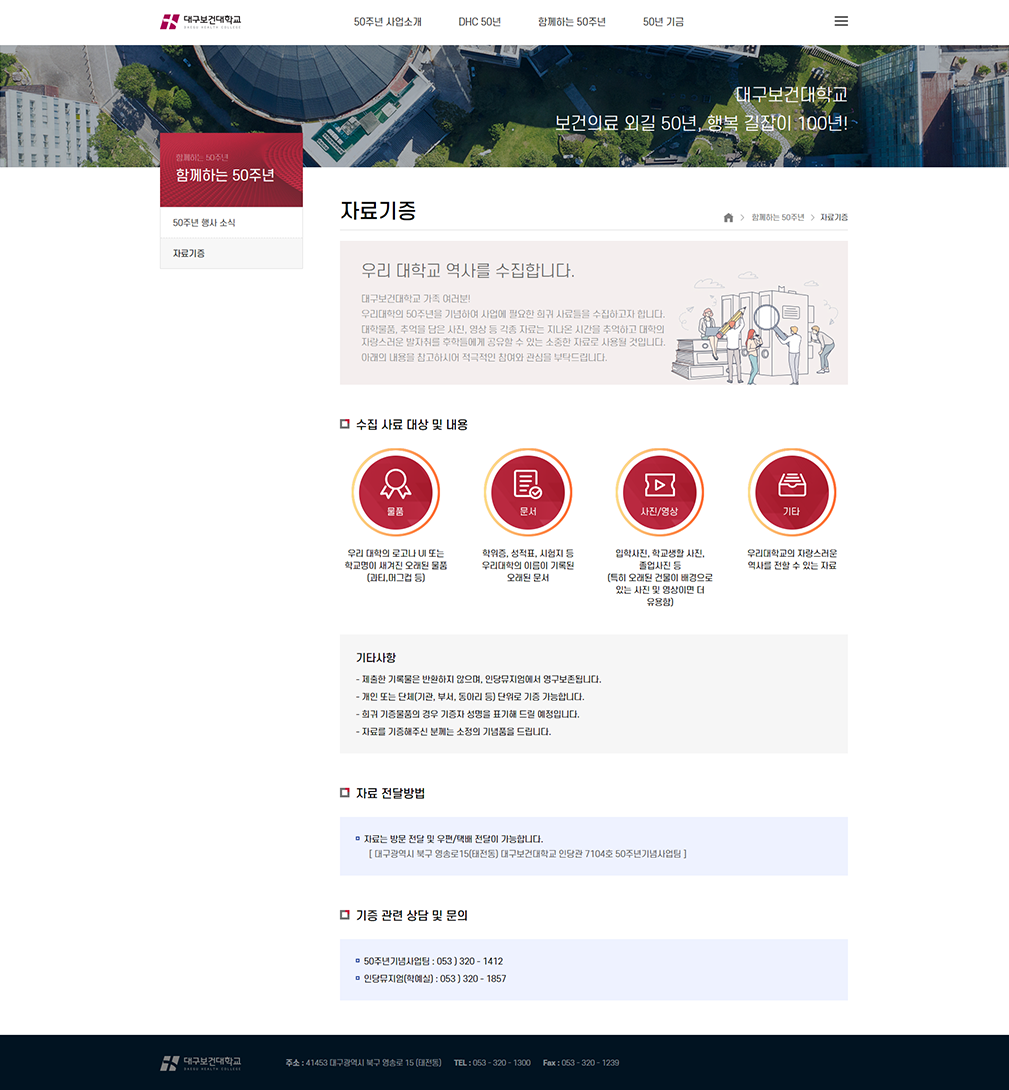 대구보건대학교
DAEGU HEALTH COLLEGE
50주년 사업소개
DHC 50년
함께하는 50주년
50년 기금
대구보건대학교
보건의료 외길 50년, 행복 길잡이 100년!
함께하는 50주년
함께하는 50주년
50주년 행사 소식
자료기증
자료기증
함께하는 50주년 > 자료기증
우리 대학교 역사를 수집합니다.
대구보건대학교 가족 여러분!
우리대학의 50주년을 기념하여 사업에 필요한 희귀 사료들을 수집하고자 합니다.
대학물품, 추억을 담은 사진, 영상 등 각종 자료는 지나온 시간을 추억하고 대학의
자랑스러운 발자취를 후학들에게 공유할 수 있는 소중한 자료로 사용될 것입니다.
아래의 내용을 참고하시어 적극적인 참여와 관심을 부탁드립니다.
수집 사료 대상 및 내용
물품
문서
사진/영상
기타
우리 대학의 로고나 UI 또는
학교명이 새겨진 오래된 물품
(과티,머그컵 등)
학위증, 성적표, 시험지 등
우리대학의 이름이 기록된
오래된 문서
입학사진, 학교생활 사진,
졸업사진 등
(특히 오래된 건물이 배경으로
있는 사진 및 영상이면 더
유용함)
우리대학교의 자랑스러운
역사를 전할 수 있는 자료
기타사항
- 제출한 기록물은 반환하지 않으며, 인당뮤지엄에서 영구보존됩니다.
- 개인 또는 단체(기관, 부서, 동아리 등) 단위로 기증 가능합니다.
- 희귀 기증물품의 경우 기증자 성명을 표기해 드릴 예정입니다.
- 자료를 기증해주신 분께는 소정의 기념품을 드립니다.
자료 전달방법
자료는 방문 전달 및 우편/택배 전달이 가능합니다.
[ 대구광역시 북구 영송로15(태전동) 대구보건대학교 인당관 7104호 50주년기념사업팀 ]
기증 관련 상담 및 문의
50주년기념사업팀 : 053 ) 320 - 1412
인당뮤지엄(학예실) : 053 ) 320 - 1857
대구보건대학교
DAEGU HEALTH COLLEGE
주소 : 41453 대구광역시 북구 영송로 15 (태전동) TEL : 053 - 320 - 1300 Fax : 053 - 320 - 1239